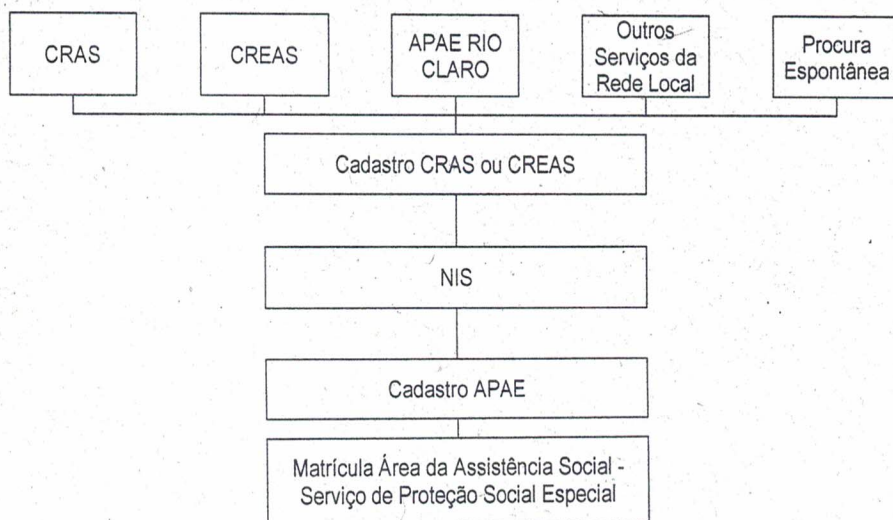 CRAS
CREAS
APAE RIO
CLARO
Outros
Serviços da
Rede Local
Procura
Espontânea
Cadastro CRAS ou CREAS
NIS
Cadastro APAE
Matrícula Área da Assistência Social -
Serviço de Proteção Social Especial